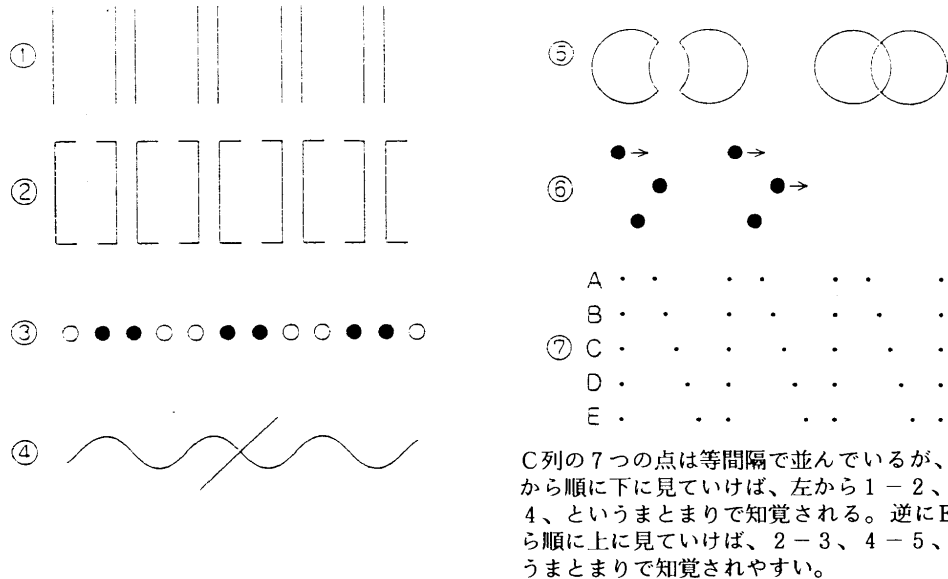 ①
②
③
④
⑤
⑥
⑦
A
B
C
D
E
C列の7つの点は等間隔で並んでいるが、
から順に下に見ていけば、左から1－2、
4、というまとまりで知覚される。逆にE
ら順に上に見ていけば、2－3、4－5、
うまとまりで知覚されやすい。